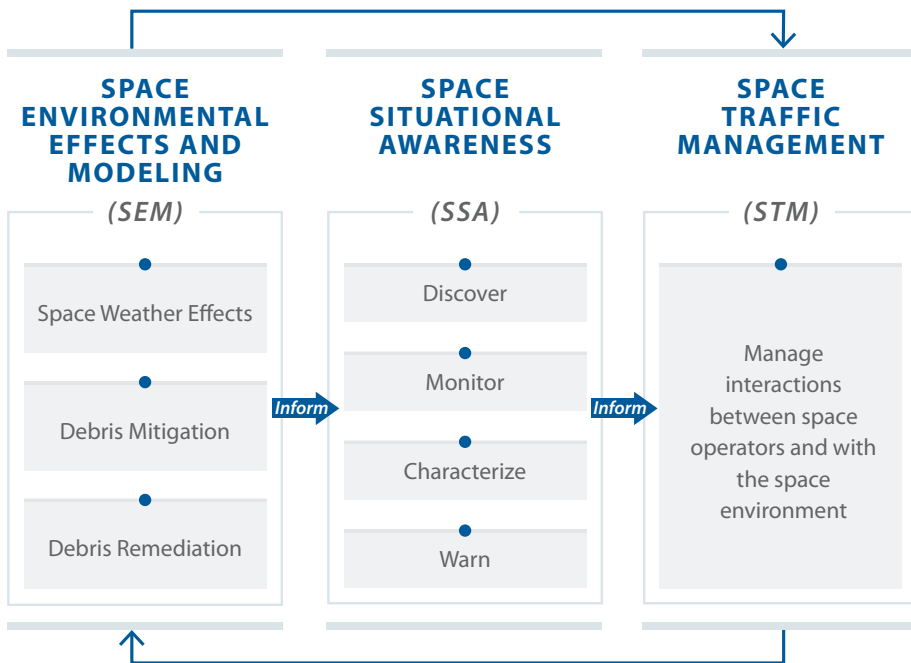 SPACE
ENVIRONMENTAL
EFFECTS AND
MODELING
(SEM)
Space Weather Effects
Debris Mitigation
Debris Remediation
Inform
SPACE
SITUATIONAL
AWARENESS
(SSA)
Discover
Monitor
Characterize
Warn
Inform
SPACE
TRAFFIC
MANAGEMENT
(STM)
Manage
interactions
between space
operators and with
the space
environment